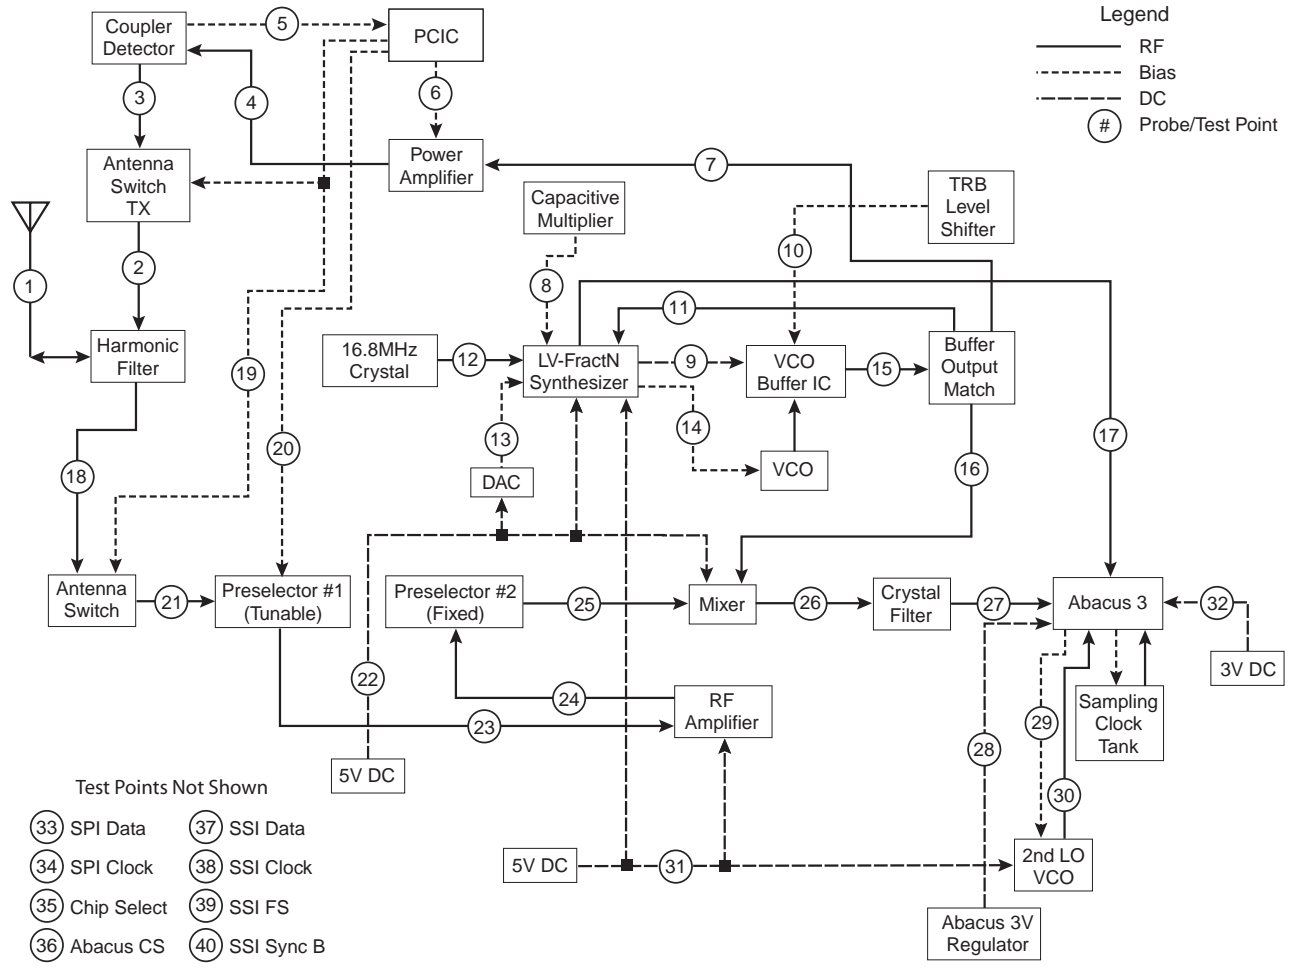 Legend
RF
Bias
DC
# Probe/Test Point
Coupler
Detector
5
PCIC
3
4
6
Antenna
Switch
TX
Power
Amplifier
7
Capacitive
Multiplier
TRB
Level
Shifter
1
2
8
10
11
Harmonic
Filter
19
16.8MHz
Crystal
12
LV-FractN
Synthesizer
9
VCO
Buffer IC
15
Buffer
Output
Match
18
20
13
14
17
DAC
VCO
16
Antenna
Switch
21
Preselector #1
(Tunable)
Preselector #2
(Fixed)
25
Mixer
26
Crystal
Filter
27
Abacus 3
32
22
3V DC
24
RF
Amplifier
23
28
29
Sampling
Clock
Tank
30
5V DC
5V DC
31
2nd LO
VCO
Abacus 3V
Regulator
Test Points Not Shown
33 SPI Data
34 SPI Clock
35 Chip Select
36 Abacus CS
37 SSI Data
38 SSI Clock
39 SSI FS
40 SSI Sync B